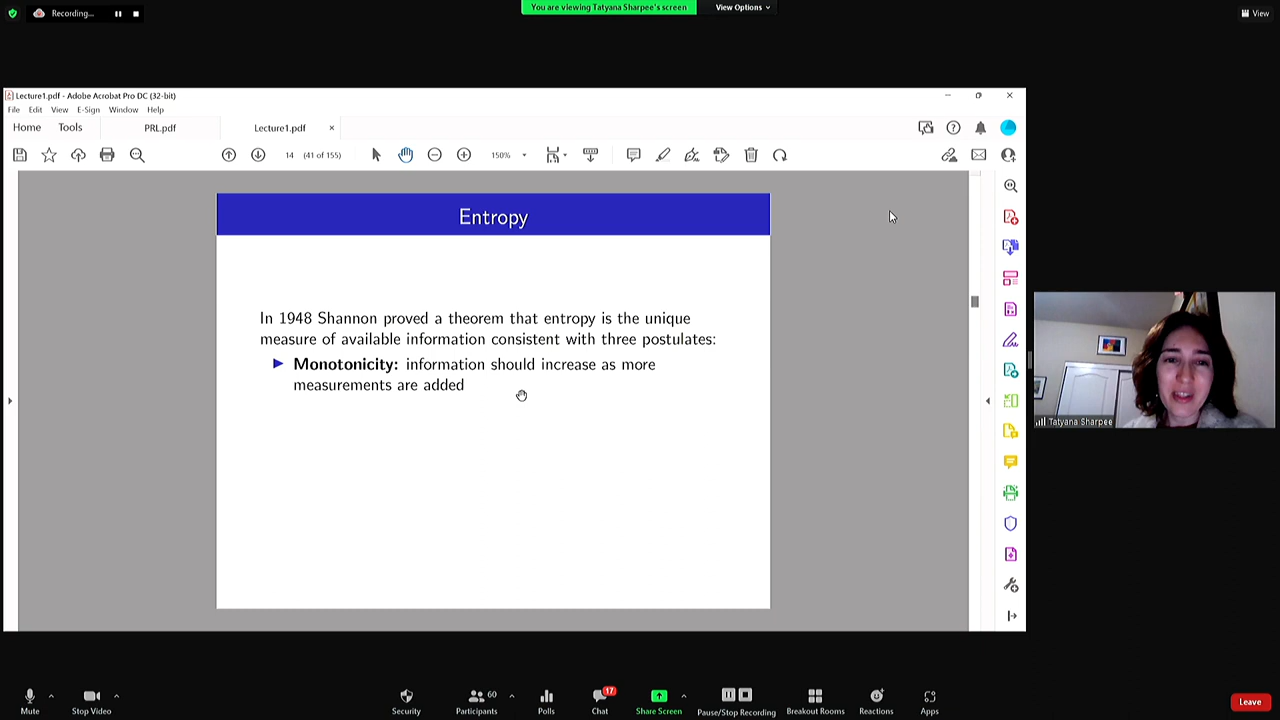 Recording...
You are viewing Tatyana Sharpee's screen
View Options
View
Lecture1.pdf - Adobe Acrobat Pro DC (32-bit)
File Edit View E-Sign Window Help
Home Tools PRL.pdf Lecture1.pdf ×
14 (41 of 155) 150%
Entropy
In 1948 Shannon proved a theorem that entropy is the unique
measure of available information consistent with three postulates:
Monotonicity: information should increase as more
measurements are added
Tatyana Sharpee
Mute Stop Video Security Participants 60 Polls Chat 17 Share Screen Pause/Stop Recording Breakout Rooms Reactions Apps Leave